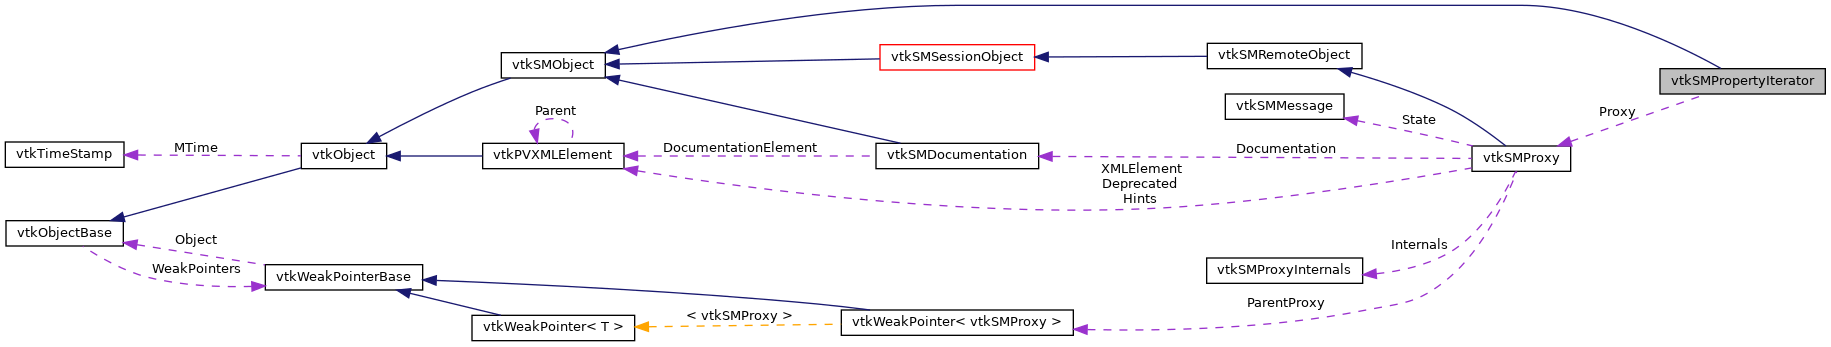 vtkSMObject
vtkSMSessionObject
vtkSMRemoteObject
vtkSMPropertyIterator
Parent
vtkSMMessage
Proxy
State
vtkTimeStamp
MTime
vtkObject
vtkPVXMLElement
DocumentationElement
vtkSMDocumentation
Documentation
vtkSMProxy
XMLElement
Deprecated
Hints
vtkObjectBase
Object
WeakPointers
vtkWeakPointerBase
Internals
vtkSMProxyInternals
ParentProxy
vtkWeakPointer< T >
< vtkSMProxy >
vtkWeakPointer< vtkSMProxy >